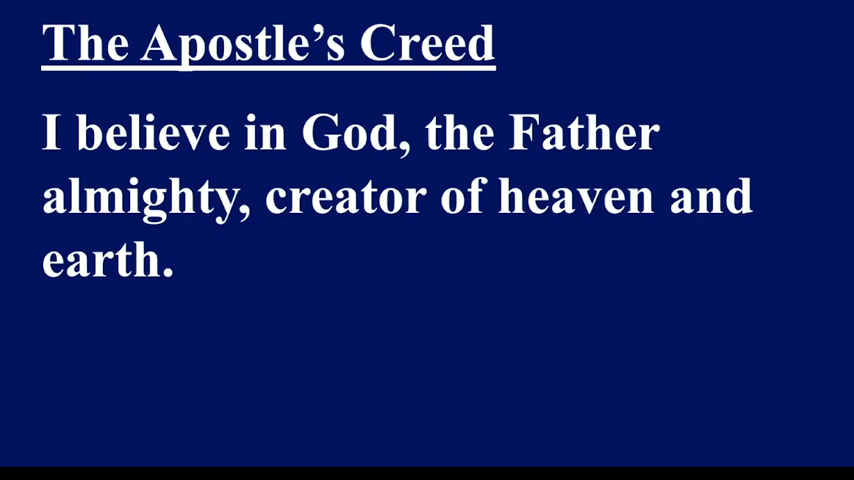 The Apostle’s Creed
I believe in God, the Father
almighty, creator of heaven and
earth.